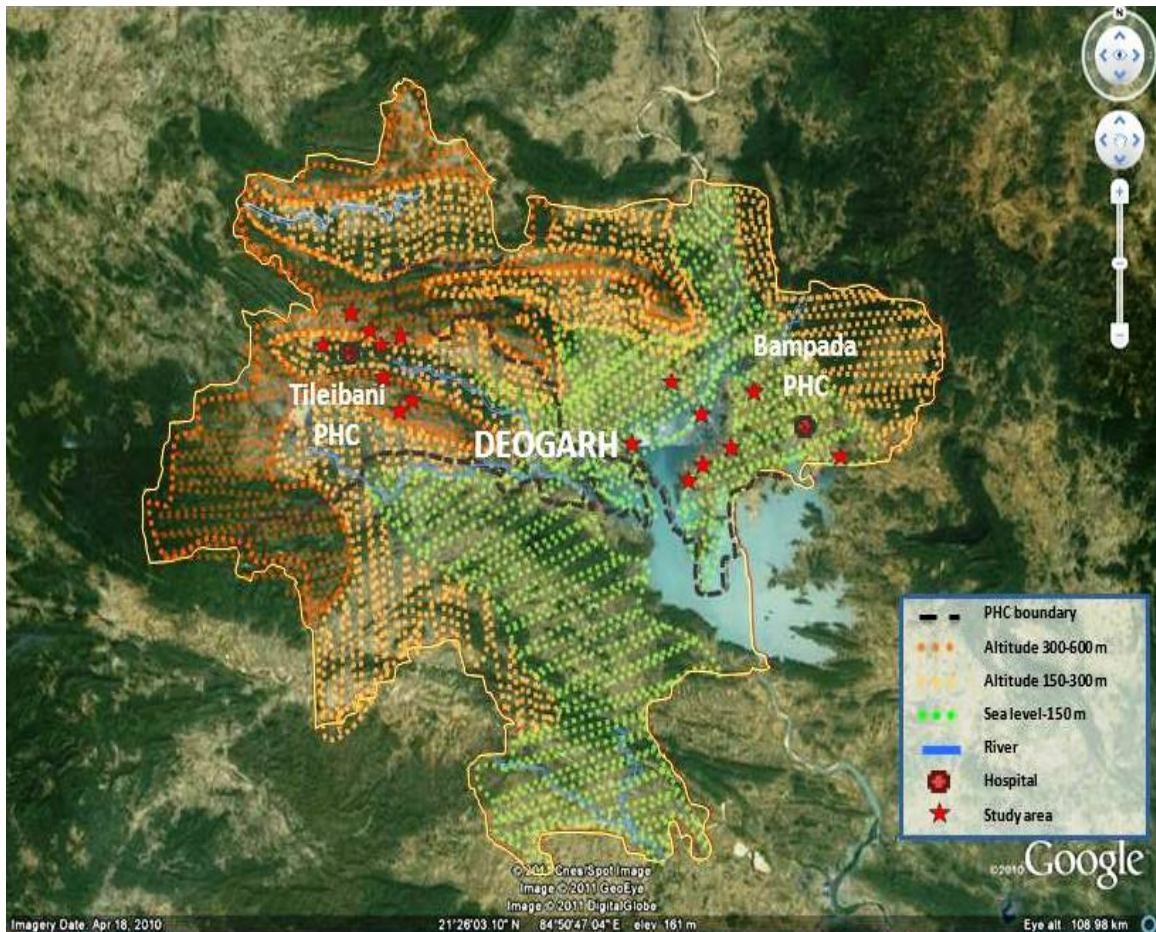 N
Bampada
PHC
Tileibani
PHC
DEOGARH
PHC boundary
Altitude 300-600 m
Altitude 150-300 m
Sea level-150 m
River
Hospital
Study area
Cnes/Spot Image
Image © 2011 GeoEye
Image © 2011 DigitalGlobe
©2010 Google
Imagery Date: Apr 18, 2010
21°26'03.10" N 84°50'47.04" E elev 161 m
Eye alt 108.98 km